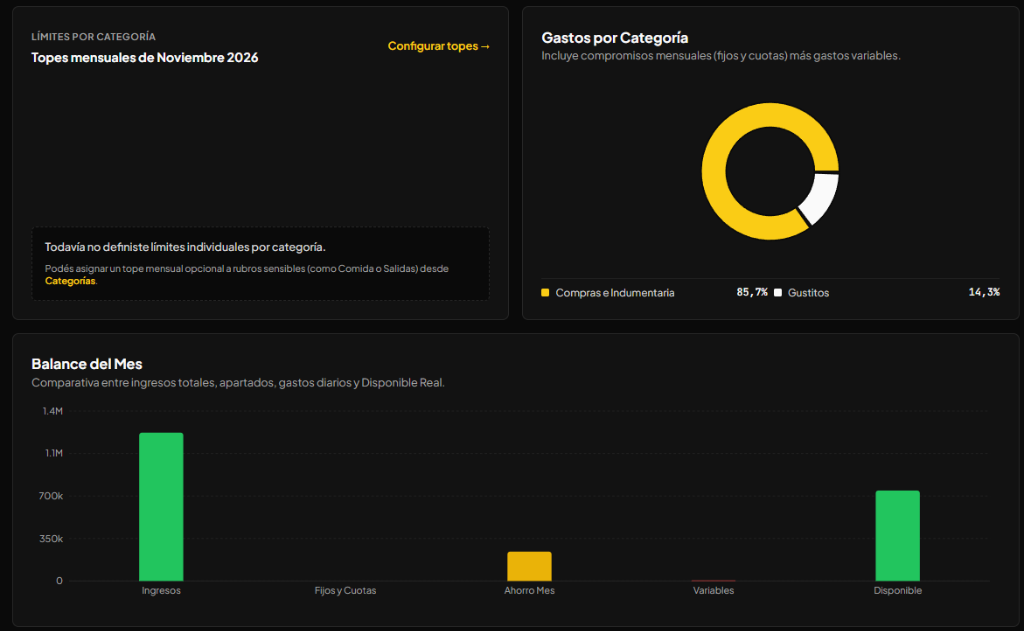 LÍMITES POR CATEGORÍA
Topes mensuales de Noviembre 2026
Configurar topes →
Todavía no definiste límites individuales por categoría.
Podés asignar un tope mensual opcional a rubros sensibles (como Comida o Salidas) desde
Categorías.
Gastos por Categoría
Incluye compromisos mensuales (fijos y cuotas) más gastos variables.
Compras e Indumentaria 85,7% Gustitos 14,3%
Balance del Mes
Comparativa entre ingresos totales, apartados, gastos diarios y Disponible Real.
1.4M
1.1M
700k
350k
0
Ingresos Fijos y Cuotas Ahorro Mes Variables Disponible